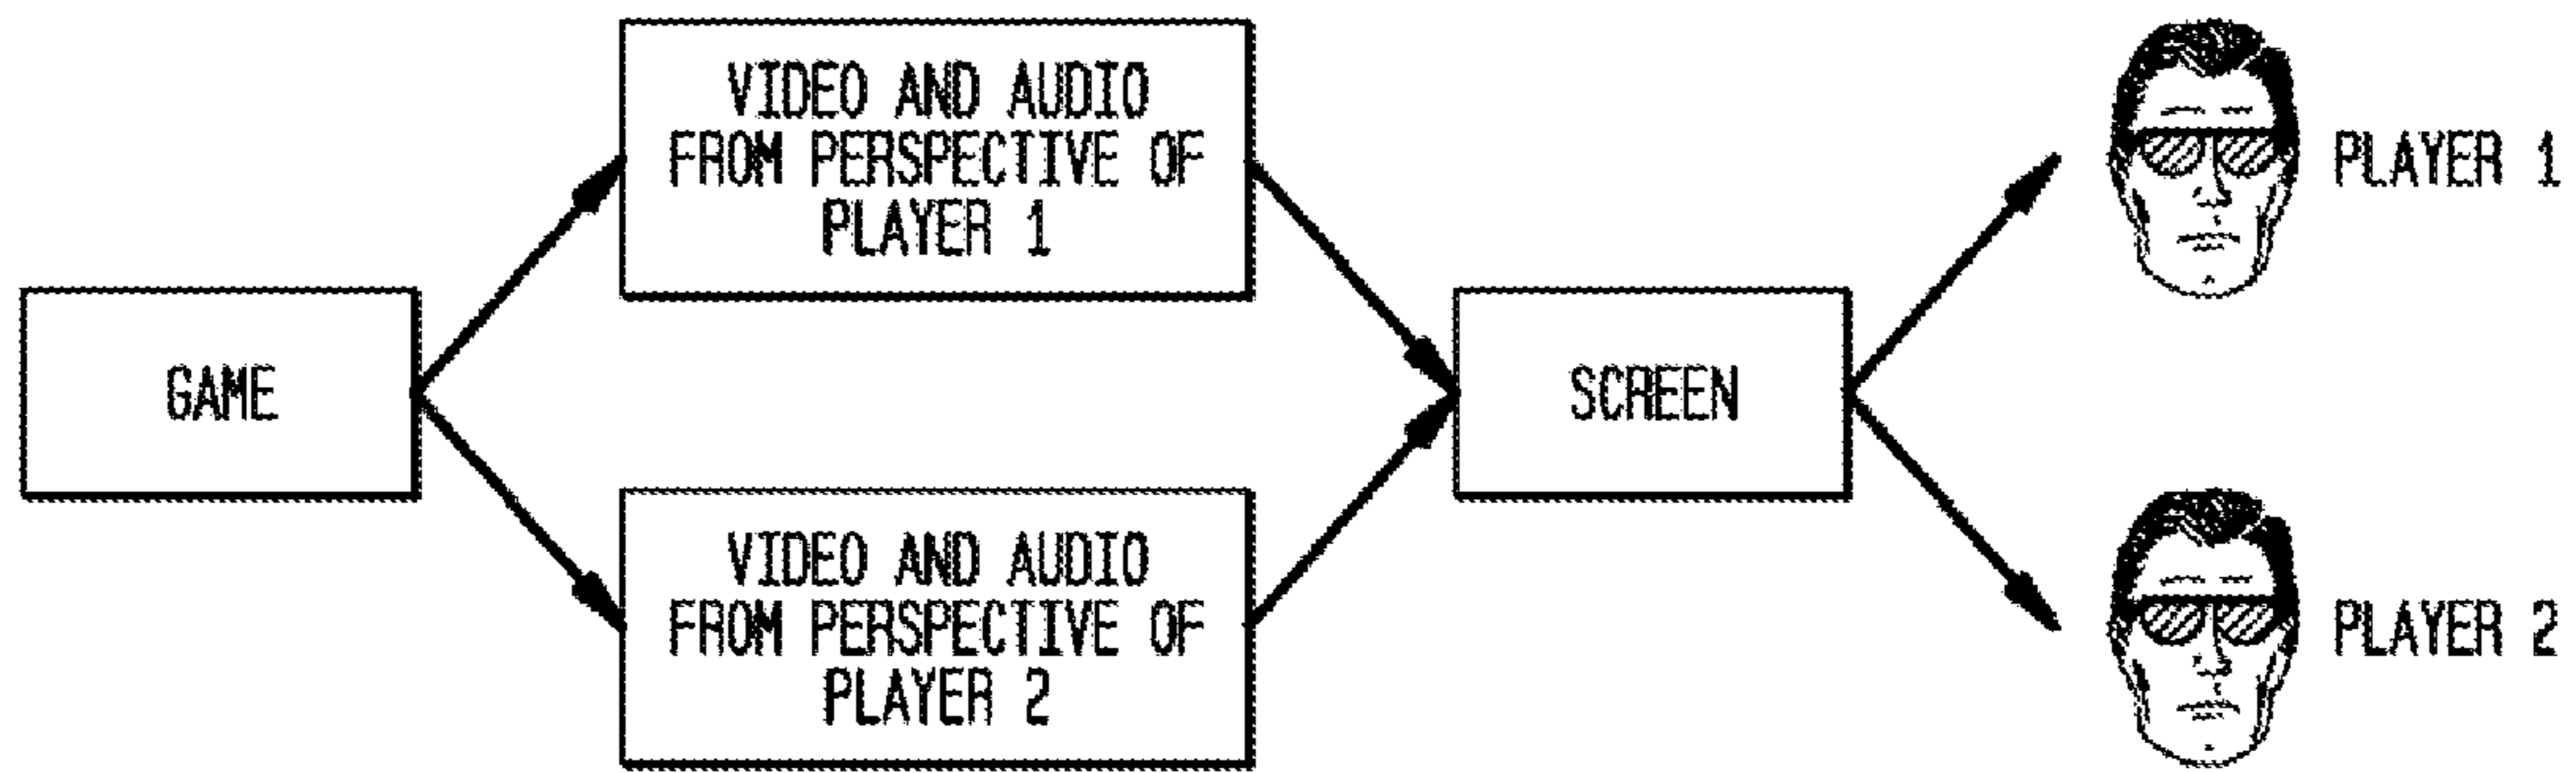 VIDEO AND AUDIO
FROM PERSPECTIVE OF
PLAYER 1
PLAYER 1
GAME
SCREEN
VIDEO AND AUDIO
FROM PERSPECTIVE OF
PLAYER 2
PLAYER 2